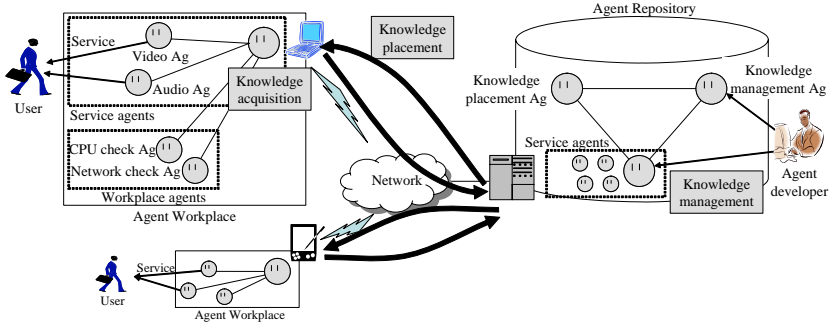 Service
Video Ag
Audio Ag
User
Service agents
Knowledge
acquisition
CPU check Ag
Network check Ag
Workplace agents
Agent Workplace
Knowledge
placement
Network
Agent Repository
Knowledge
placement Ag
Knowledge
management Ag
Service agents
Knowledge
management
Agent
developer
Service
User
Agent Workplace